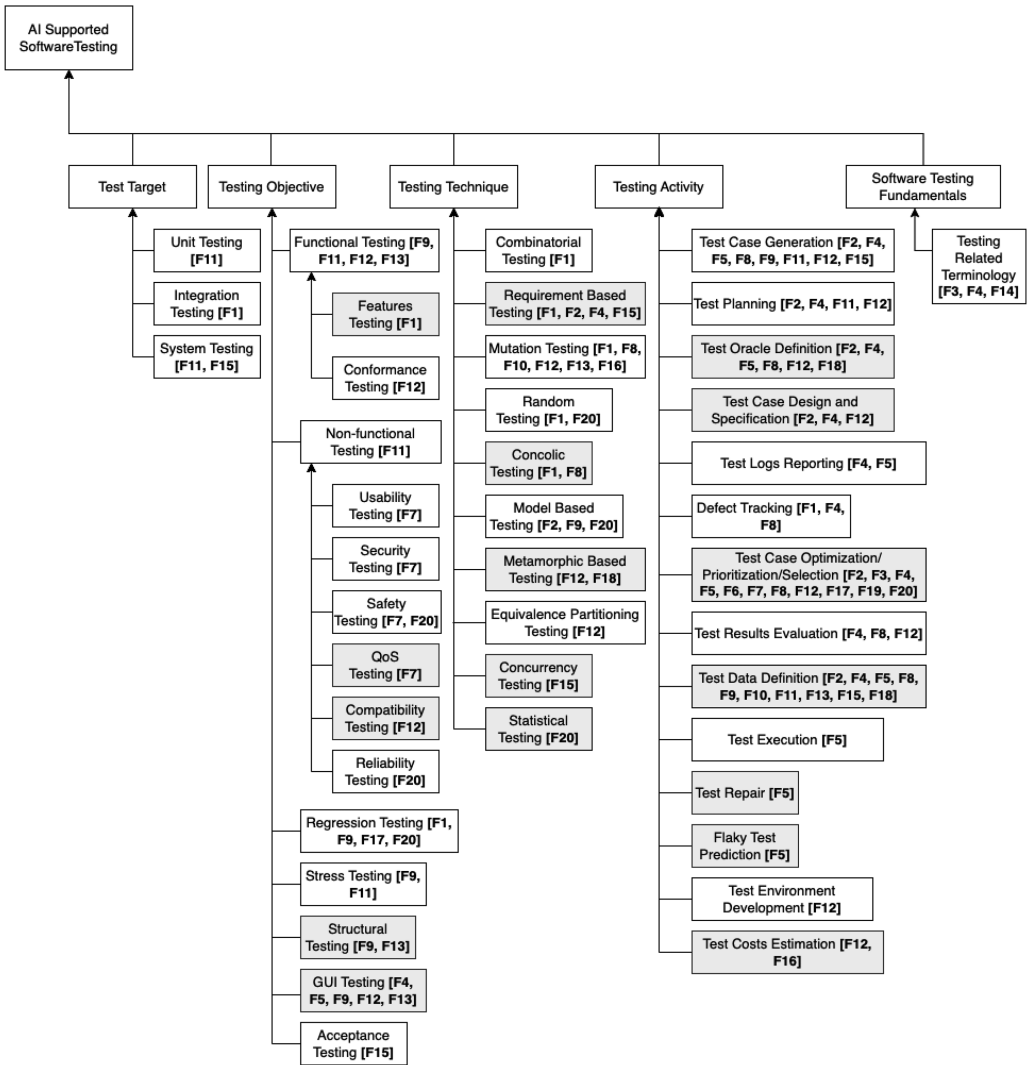 AI Supported
SoftwareTesting
Test Target
Testing Objective
Testing Technique
Testing Activity
Software Testing
Fundamentals
Unit Testing
[F11]
Integration
Testing [F1]
System Testing
[F11, F15]
Functional Testing [F9,
F11, F12, F13]
Features
Testing [F1]
Conformance
Testing [F12]
Non-functional
Testing [F11]
Usability
Testing [F7]
Security
Testing [F7]
Safety
Testing [F7, F20]
QoS
Testing [F7]
Compatibility
Testing [F12]
Reliability
Testing [F20]
Regression Testing [F1,
F9, F17, F20]
Stress Testing [F9,
F11]
Structural
Testing [F9, F13]
GUI Testing [F4,
F5, F9, F12, F13]
Acceptance
Testing [F15]
Combinatorial
Testing [F1]
Requirement Based
Testing [F1, F2, F4, F15]
Mutation Testing [F1, F8,
F10, F12, F13, F16]
Random
Testing [F1, F20]
Concolic
Testing [F1, F8]
Model Based
Testing [F2, F9, F20]
Metamorphic Based
Testing [F12, F18]
Equivalence Partitioning
Testing [F12]
Concurrency
Testing [F15]
Statistical
Testing [F20]
Test Case Generation [F2, F4,
F5, F8, F9, F11, F12, F15]
Test Planning [F2, F4, F11, F12]
Test Oracle Definition [F2, F4,
F5, F8, F12, F18]
Test Case Design and
Specification [F2, F4, F12]
Test Logs Reporting [F4, F5]
Defect Tracking [F1, F4,
F8]
Test Case Optimization/
Prioritization/Selection [F2, F3, F4,
F5, F6, F7, F8, F12, F17, F19, F20]
Test Results Evaluation [F4, F8, F12]
Test Data Definition [F2, F4, F5, F8,
F9, F10, F11, F13, F15, F18]
Test Execution [F5]
Test Repair [F5]
Flaky Test
Prediction [F5]
Test Environment
Development [F12]
Test Costs Estimation [F12,
F16]
Testing
Related
Terminology
[F3, F4, F14]